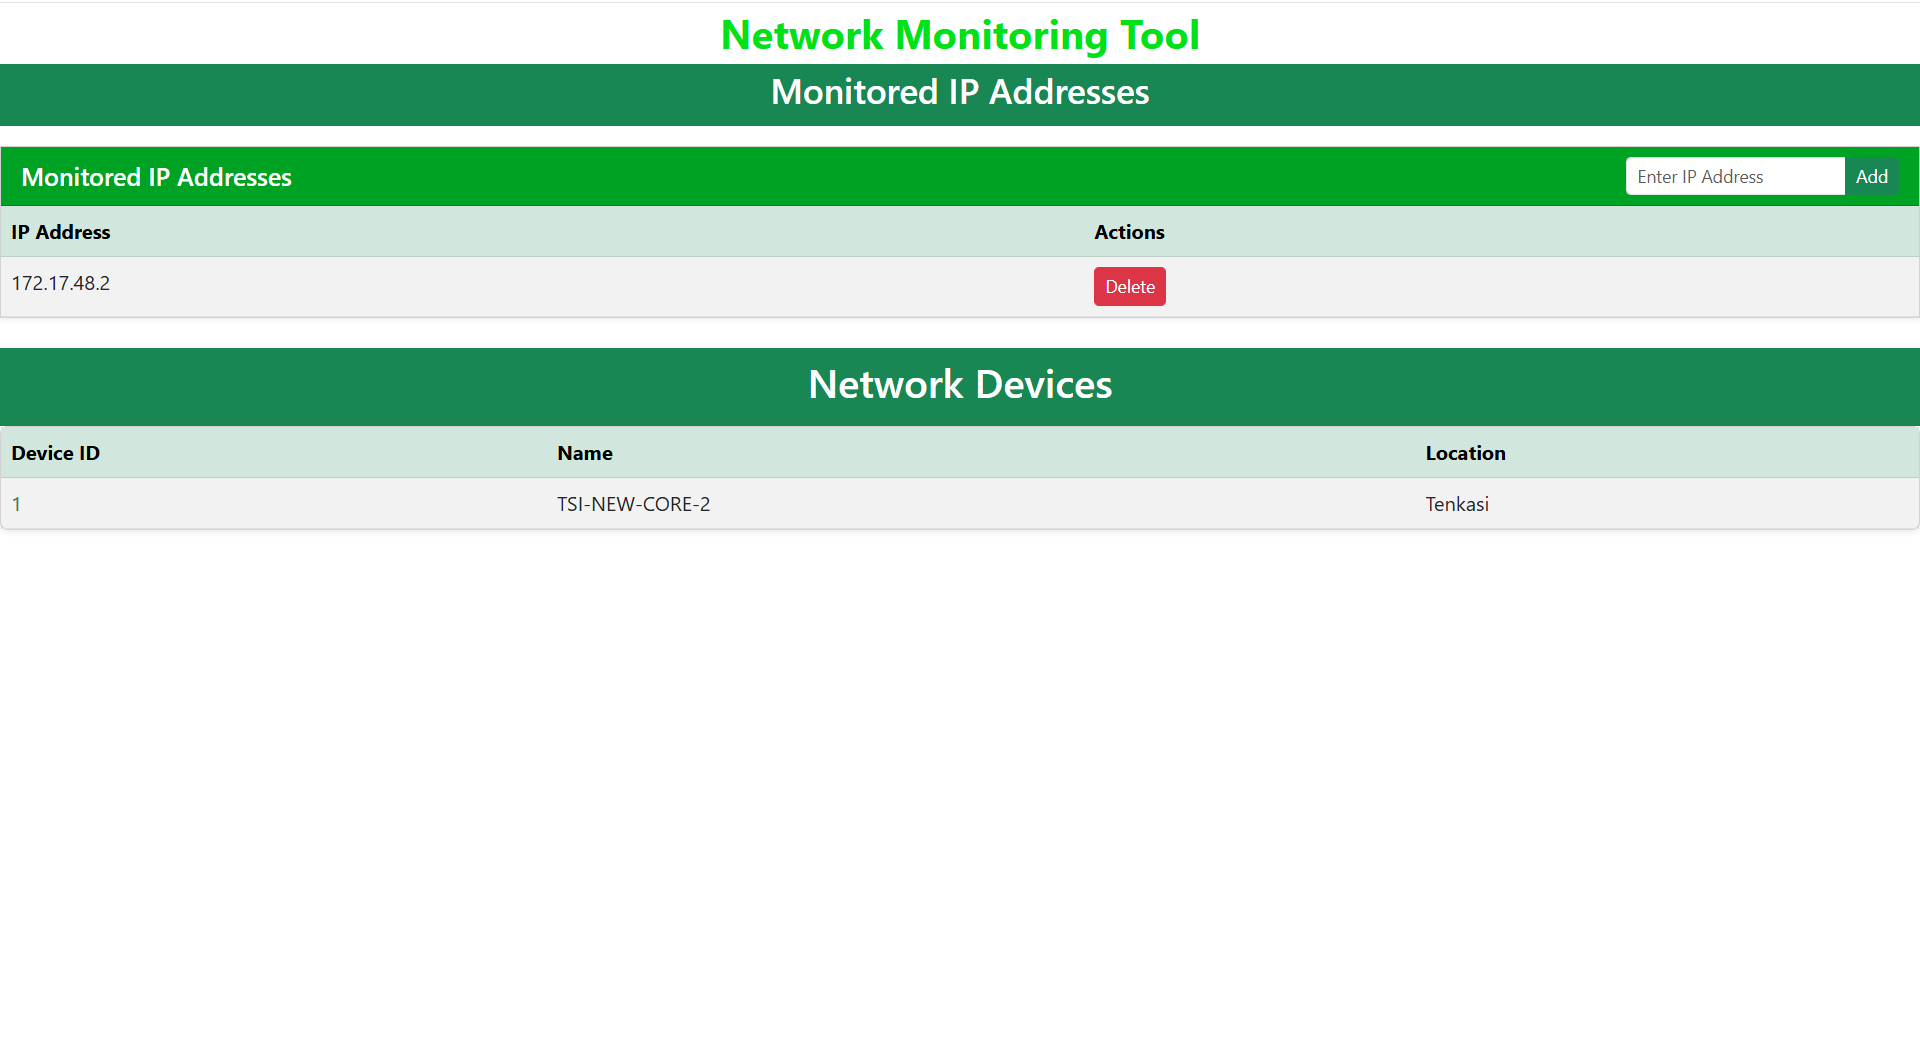 Network Monitoring Tool
Monitored IP Addresses
Monitored IP Addresses Enter IP Address Add
IP Address Actions
172.17.48.2 Delete
Network Devices
Device ID Name Location
1 TSI-NEW-CORE-2 Tenkasi